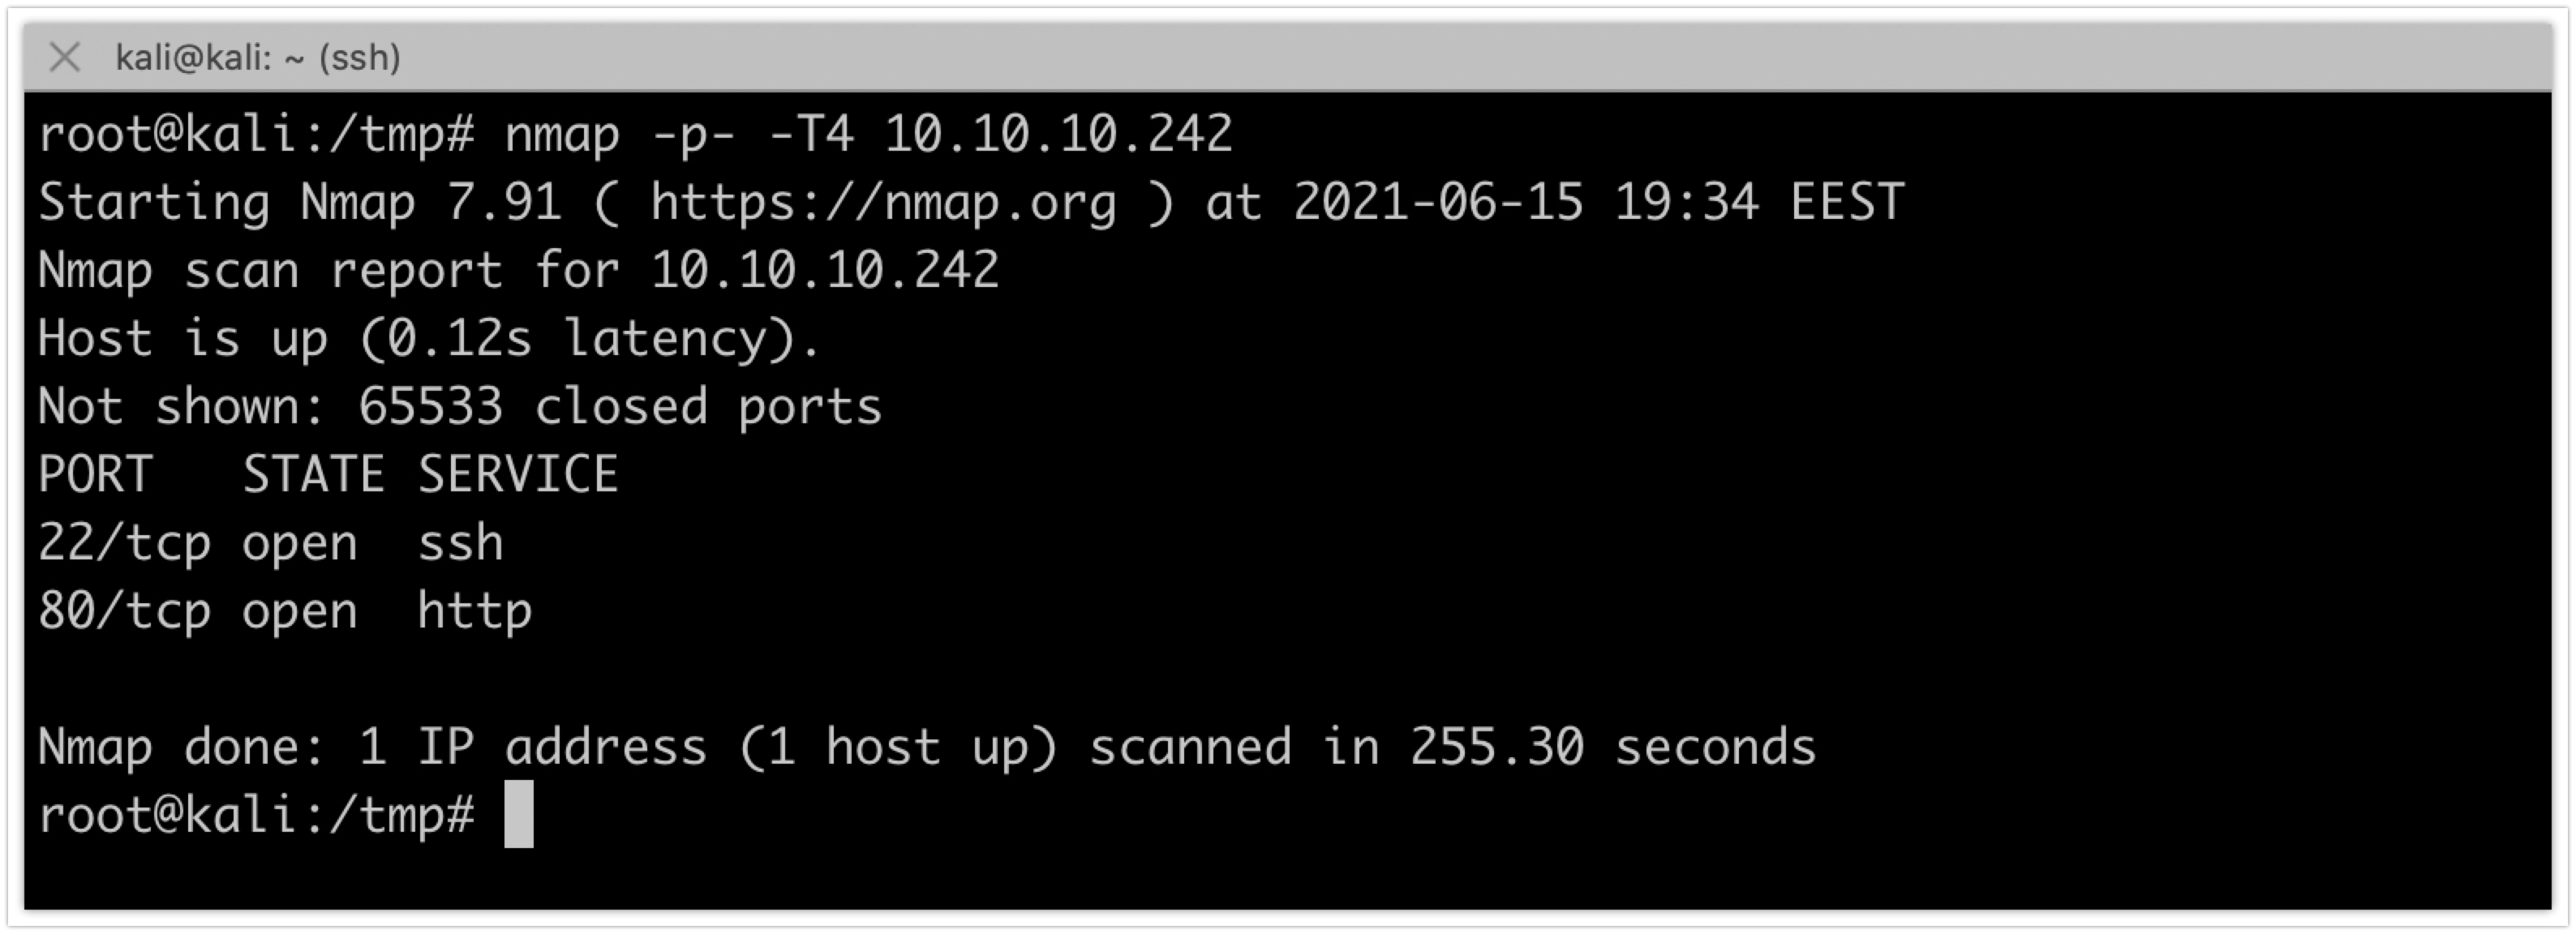 kali@kali: ~ (ssh)
root@kali:/tmp# nmap -p- -T4 10.10.10.242
Starting Nmap 7.91 ( https://nmap.org ) at 2021-06-15 19:34 EEST
Nmap scan report for 10.10.10.242
Host is up (0.12s latency).
Not shown: 65533 closed ports
PORT   STATE SERVICE
22/tcp open  ssh
80/tcp open  http
Nmap done: 1 IP address (1 host up) scanned in 255.30 seconds
root@kali:/tmp#